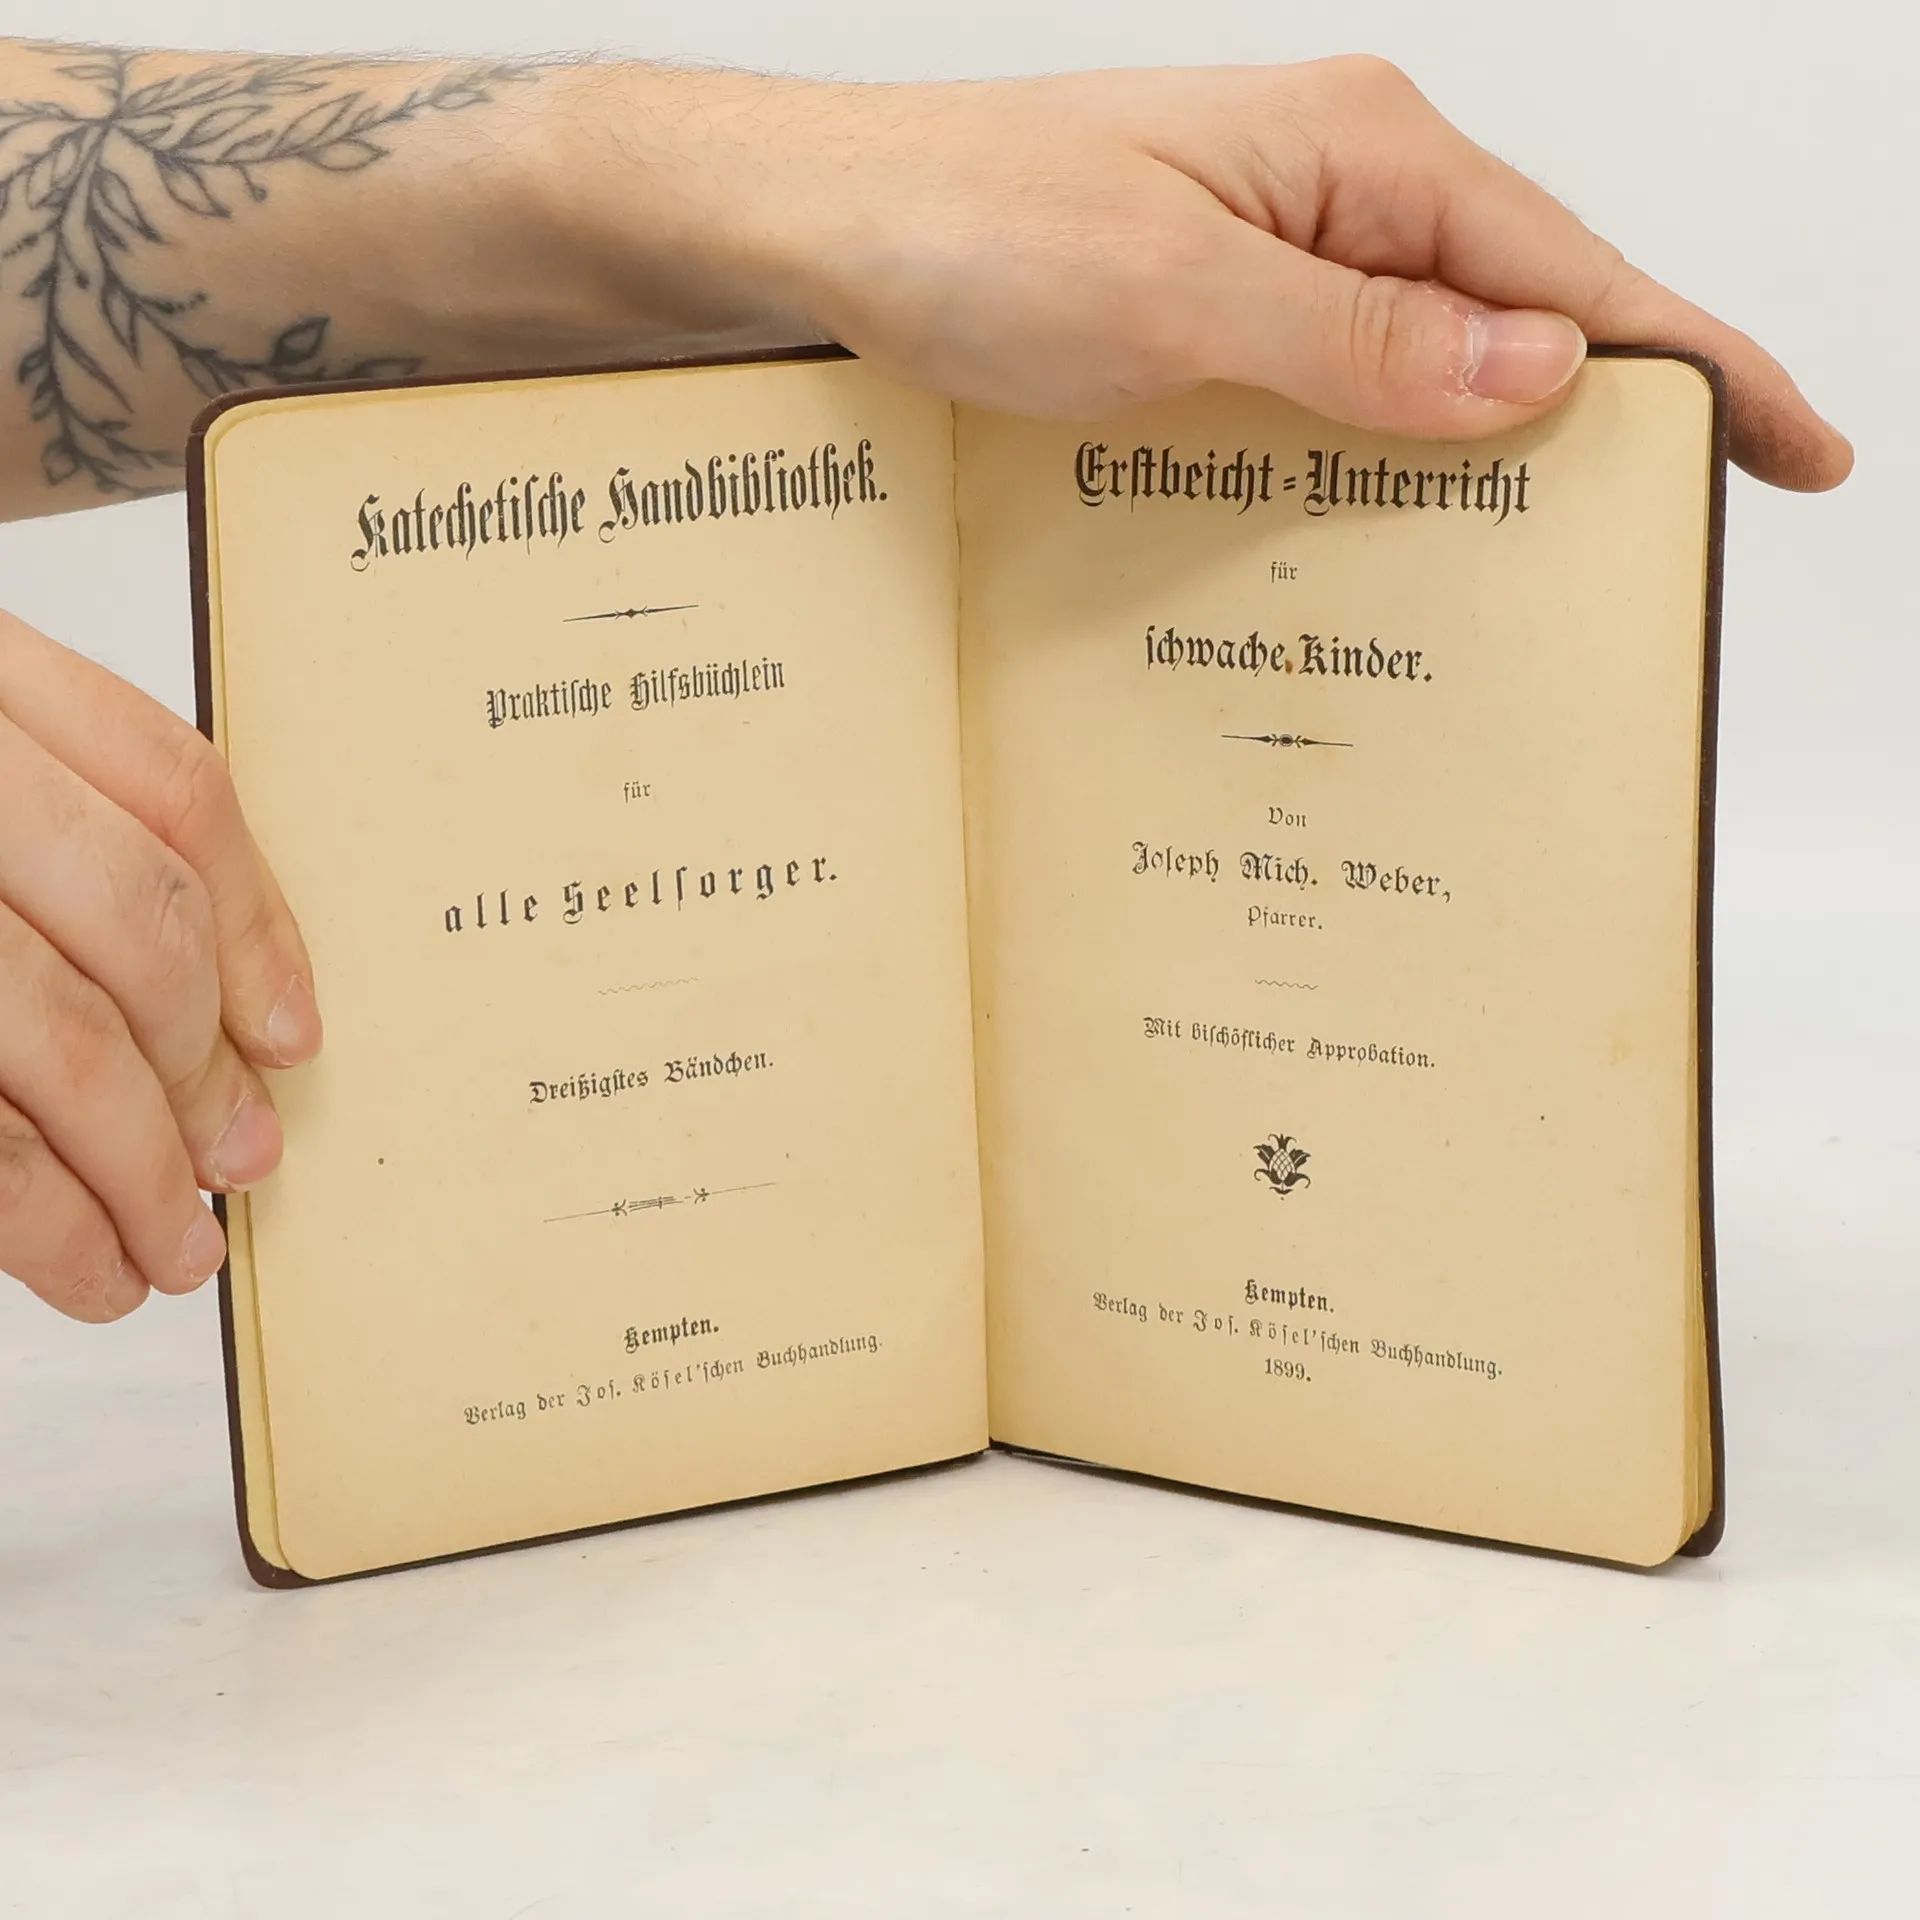 Katechetische Handbibliothek.
Praktische Hilfsbüchlein
für
alle Seelsorger.
Dreißigstes Bändchen.
Kempten.
Verlag der Jos. Kösel'schen Buchhandlung.
Erstbeicht-Unterricht
für
schwache Kinder.
Von
Joseph Mich. Weber,
Pfarrer.
Mit bischöflicher Approbation.
Kempten.
Verlag der Jos. Kösel'schen Buchhandlung.
1899.